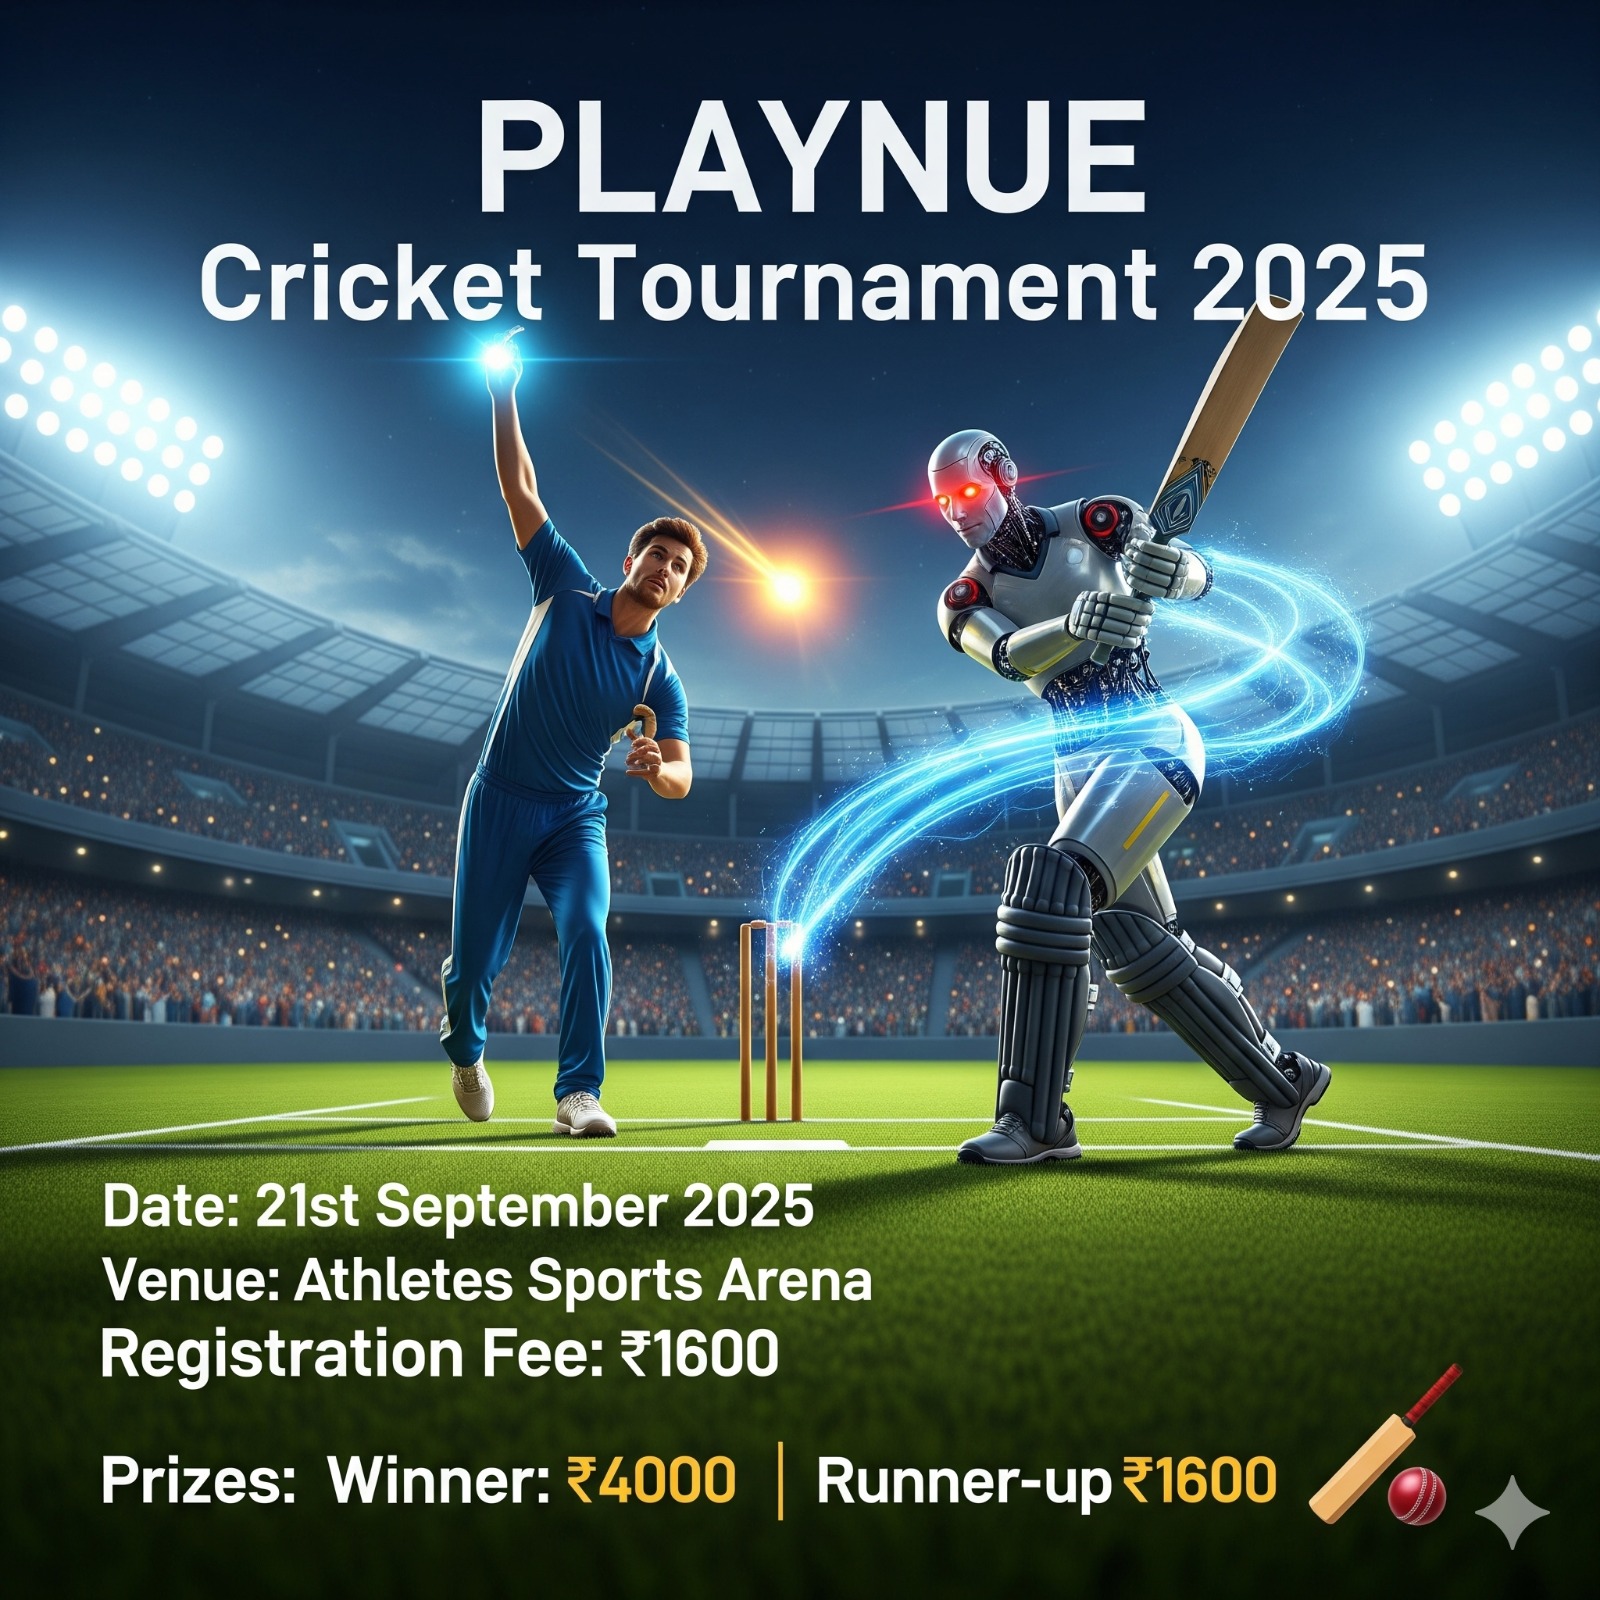 PLAYNUE
Cricket Tournament 2025
Date: 21st September 2025
Venue: Athletes Sports Arena
Registration Fee: ₹1600
Prizes: Winner: ₹4000 | Runner-up ₹1600